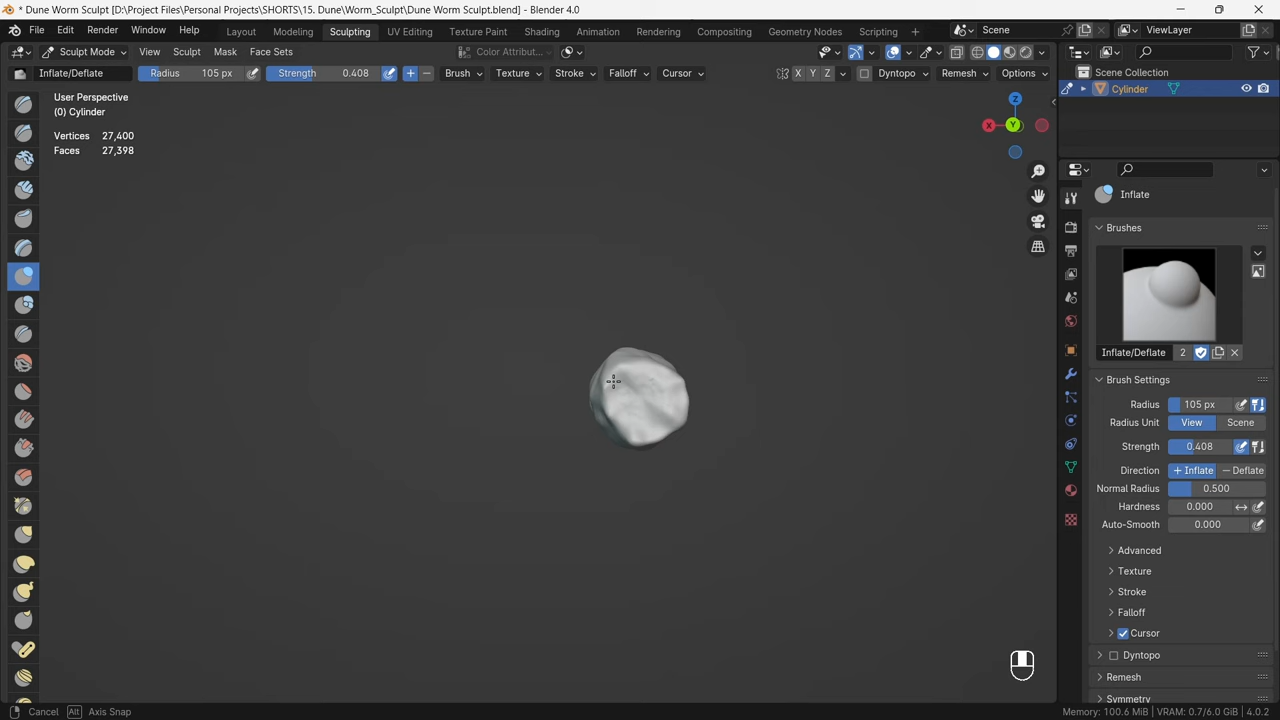 * Dune Worm Sculpt [D:\Project Files\Personal Projects\SHORTS\15. Dune\Worm_Sculpt\Dune Worm Sculpt.blend] - Blender 4.0
File Edit Render Window Help Layout Modeling Sculpting UV Editing Texture Paint Shading Animation Rendering Compositing Geometry Nodes Scripting + Scene ViewLayer
Sculpt Mode View Sculpt Mask Face Sets Color Attribut...
Inflate/Deflate Radius 105 px Strength 0.408 + − Brush Texture Stroke Falloff Cursor X Y Z Dyntopo Remesh Options
Scene Collection
Cylinder
User Perspective
(0) Cylinder
Vertices 27,400
Faces 27,398
Z
X Y
Inflate
Brushes
Inflate/Deflate 2
Brush Settings
Radius 105 px
Radius Unit View Scene
Strength 0.408
Direction + Inflate − Deflate
Normal Radius 0.500
Hardness 0.000
Auto-Smooth 0.000
Advanced
Texture
Stroke
Falloff
Cursor
Dyntopo
Remesh
Symmetry
Cancel Alt Axis Snap
Memory: 100.6 MiB | VRAM: 0.7/6.0 GiB | 4.0.2